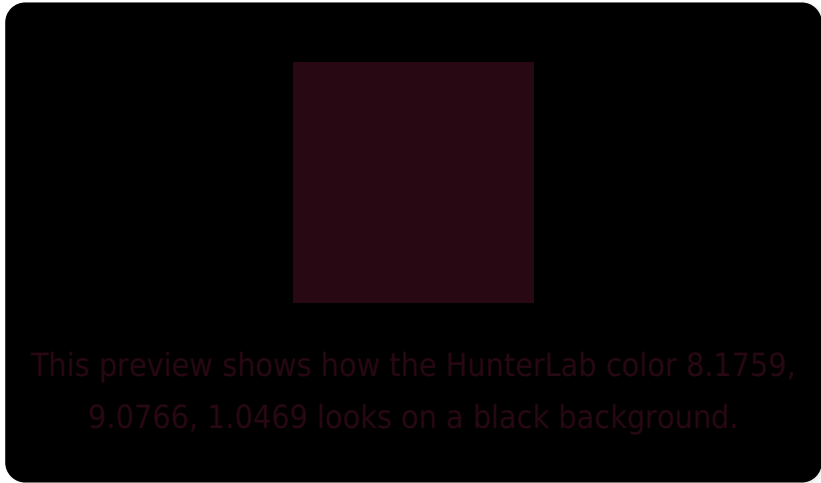 This preview shows how the HunterLab color 8.1759,
9.0766, 1.0469 looks on a black background.